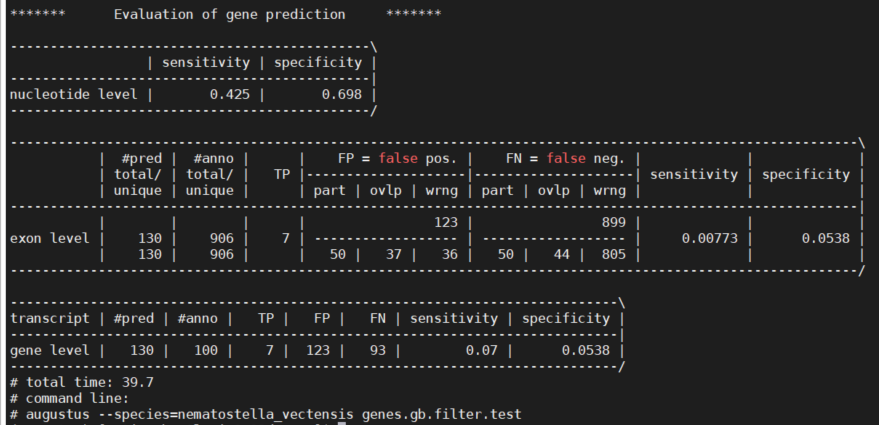 *******      Evaluation of gene prediction     *******

---------------------------------------------\
                 | sensitivity | specificity |
---------------------------------------------|
nucleotide level |       0.425 |       0.698 |
---------------------------------------------/

----------------------------------------------------------------------------------------------------------\
           |  #pred |  #anno |      |    FP = false pos. |    FN = false neg. |             |             |
           | total/ | total/ |   TP |--------------------|--------------------| sensitivity | specificity |
           | unique | unique |      | part | ovlp | wrng | part | ovlp | wrng |             |             |
----------------------------------------------------------------------------------------------------------|
           |        |        |      |                123 |                899 |             |             |
exon level |    130 |    906 |    7 | ------------------ | ------------------ |     0.00773 |      0.0538 |
           |    130 |    906 |      |   50 |   37 |   36 |   50 |   44 |  805 |             |             |
----------------------------------------------------------------------------------------------------------/

----------------------------------------------------------------------------\
transcript | #pred | #anno |   TP |   FP |   FN | sensitivity | specificity |
----------------------------------------------------------------------------|
gene level |   130 |   100 |    7 |  123 |   93 |        0.07 |      0.0538 |
----------------------------------------------------------------------------/
# total time: 39.7
# command line:
# augustus --species=nematostella_vectensis genes.gb.filter.test